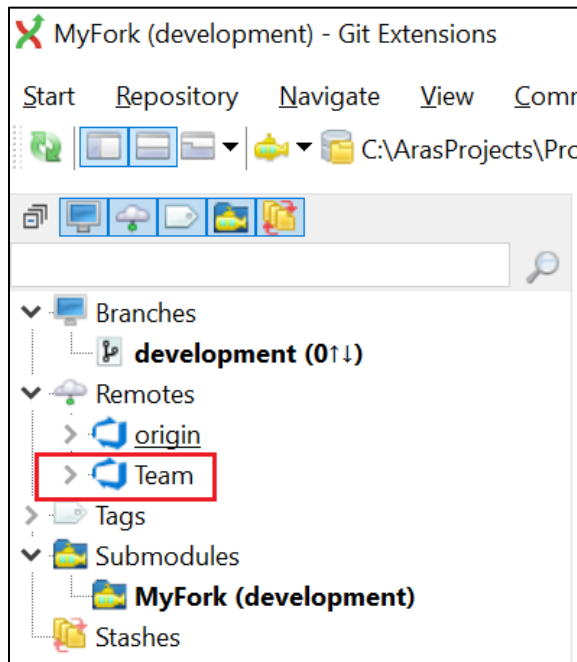 MyFork (development) - Git Extensions
Start Repository Navigate View Comm
C:\ArasProjects\Pro
Branches
development (0↑↓)
Remotes
origin
Team
Tags
Submodules
MyFork (development)
Stashes